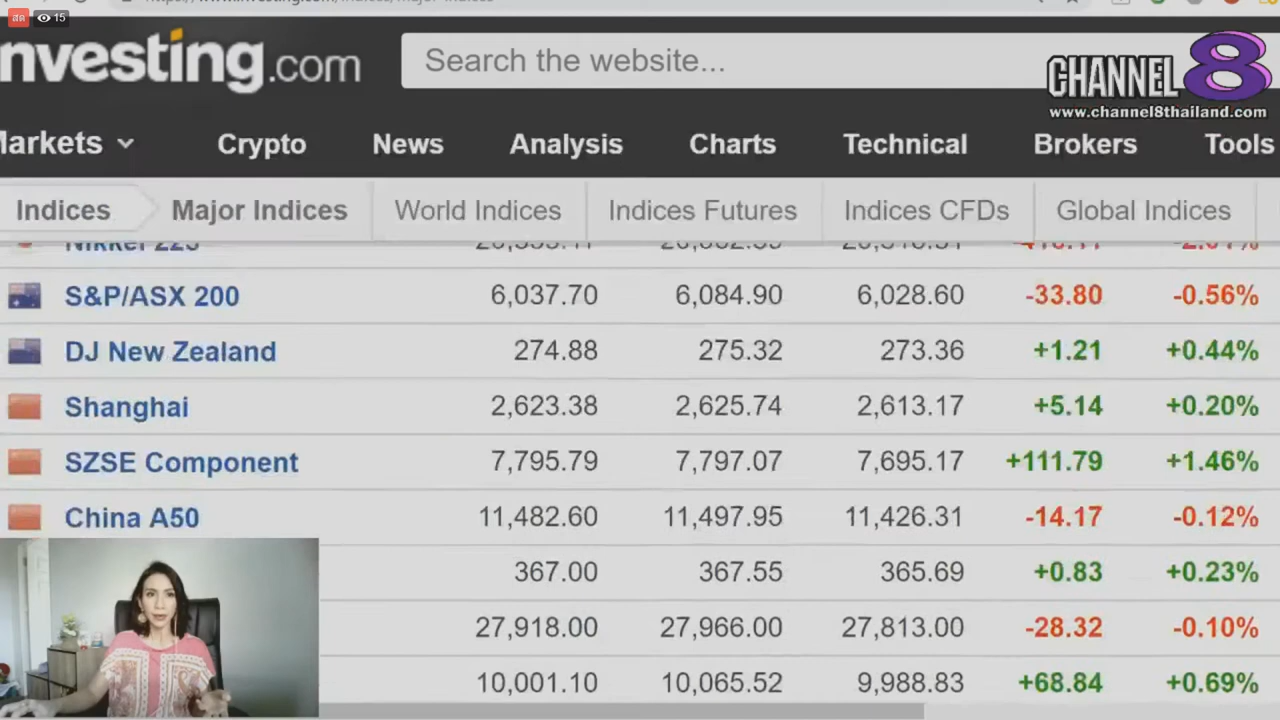 สด 15
nvesting.com
Search the website...
CHANNEL 8
www.channel8thailand.com
Markets Crypto News Analysis Charts Technical Brokers Tools
Indices Major Indices World Indices Indices Futures Indices CFDs Global Indices
Nikkei 225
S&P/ASX 200 6,037.70 6,084.90 6,028.60 -33.80 -0.56%
DJ New Zealand 274.88 275.32 273.36 +1.21 +0.44%
Shanghai 2,623.38 2,625.74 2,613.17 +5.14 +0.20%
SZSE Component 7,795.79 7,797.07 7,695.17 +111.79 +1.46%
China A50 11,482.60 11,497.95 11,426.31 -14.17 -0.12%
367.00 367.55 365.69 +0.83 +0.23%
27,918.00 27,966.00 27,813.00 -28.32 -0.10%
10,001.10 10,065.52 9,988.83 +68.84 +0.69%